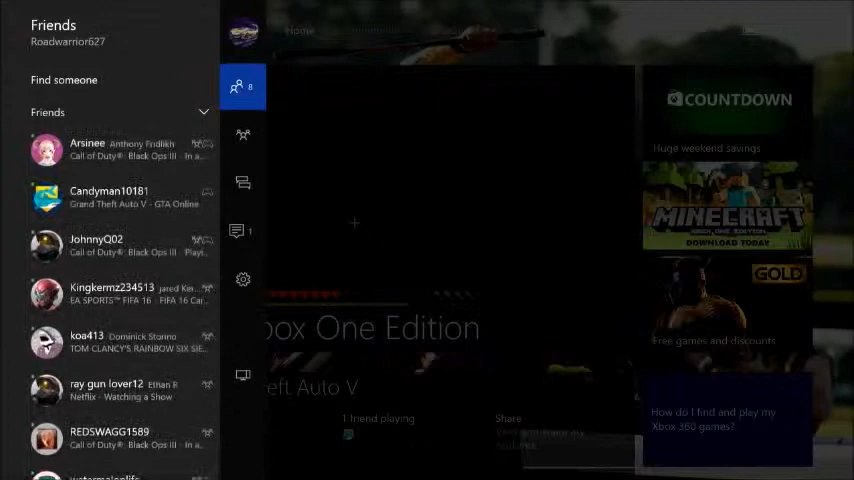 Friends
Roadwarrior627
Find someone
Friends
Arsinee Anthony Fridlikh
Call of Duty® Black Ops III - In a...
Candyman10181
Grand Theft Auto V - GTA Online
JohnnyQ02
Call of Duty® Black Ops III - Playi...
Kingkermz234513 Jared Ker...
EA SPORTS™ FIFA 16 - FIFA 16 Car...
koa413 Dominick Storino
TOM CLANCY'S RAINBOW SIX SIE...
ray gun lover12 Ethan R
Netflix - Watching a Show
REDSWAGG1589
Call of Duty® Black Ops III - In a...
8
1
Home
box One Edition
eft Auto V
1 friend playing
Share
COUNTDOWN
Huge weekend savings
MINECRAFT
XBOX ONE EDITION
DOWNLOAD TODAY
GOLD
Free games and discounts
How do I find and play my
Xbox 360 games?